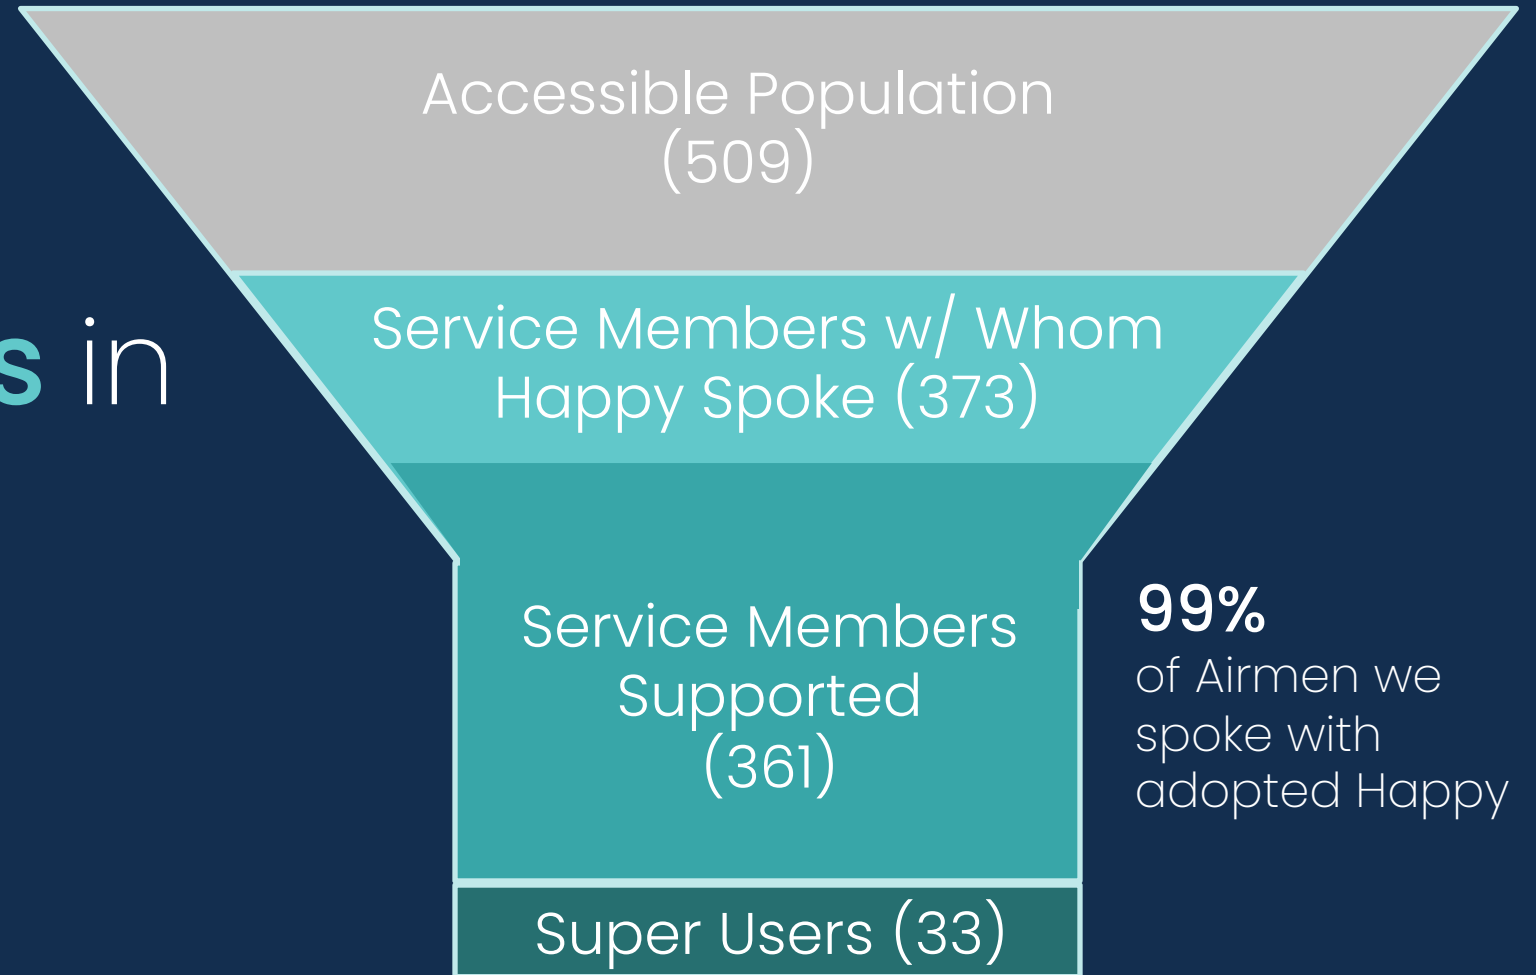 Accessible Population
(509)
Service Members w/ Whom
Happy Spoke (373)
s in
Service Members
Supported
(361)
99%
of Airmen we
spoke with
adopted Happy
Super Users (33)